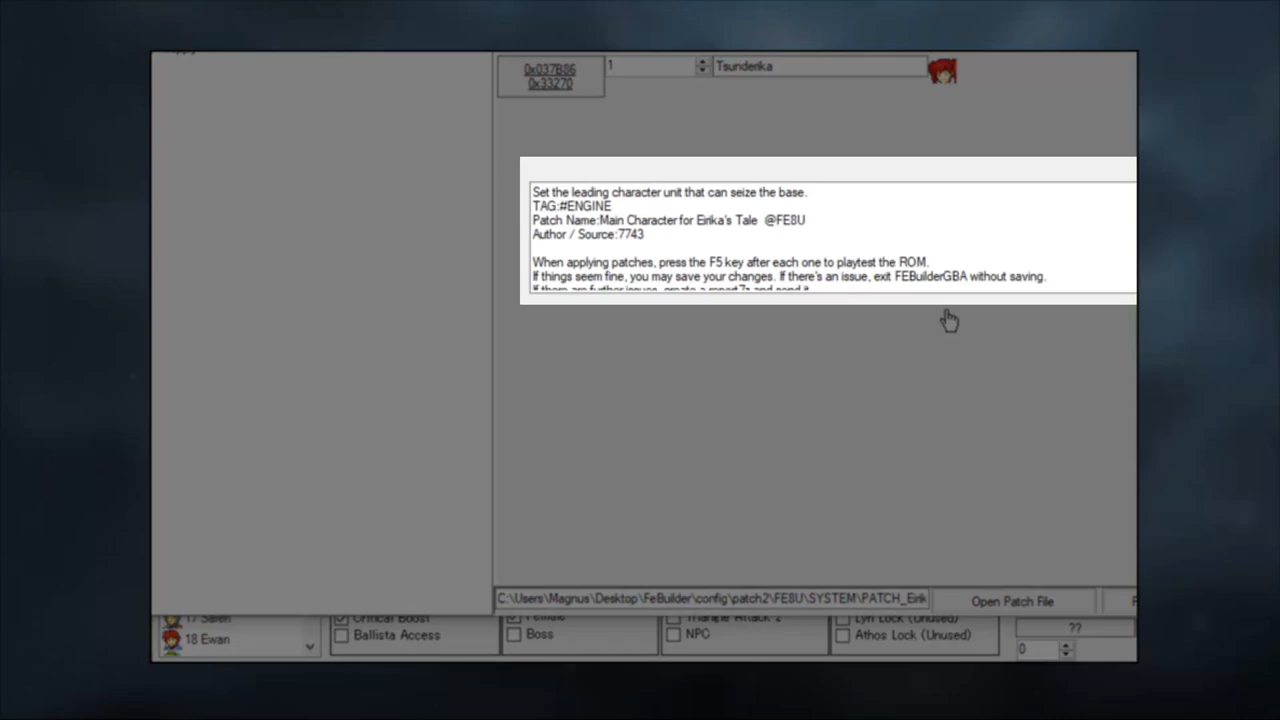 0x037B86
0x33270
1
Tsunderika
Set the leading character unit that can seize the base.
TAG:#ENGINE
Patch Name:Main Character for Eirika's Tale @FE8U
Author / Source:7743
When applying patches, press the F5 key after each one to playtest the ROM.
If things seem fine, you may save your changes. If there's an issue, exit FEBuilderGBA without saving.
If there are further issues, create a report7z and send it.
C:\Users\Magnus\Desktop\FeBuilder\config\patch2\FE8U\SYSTEM\PATCH_Eirik
Open Patch File
17 Saleh
Critical Boost
Female
Triangle Attack 2
Lyn Lock (Unused)
??
18 Ewan
Ballista Access
Boss
NPC
Athos Lock (Unused)
0